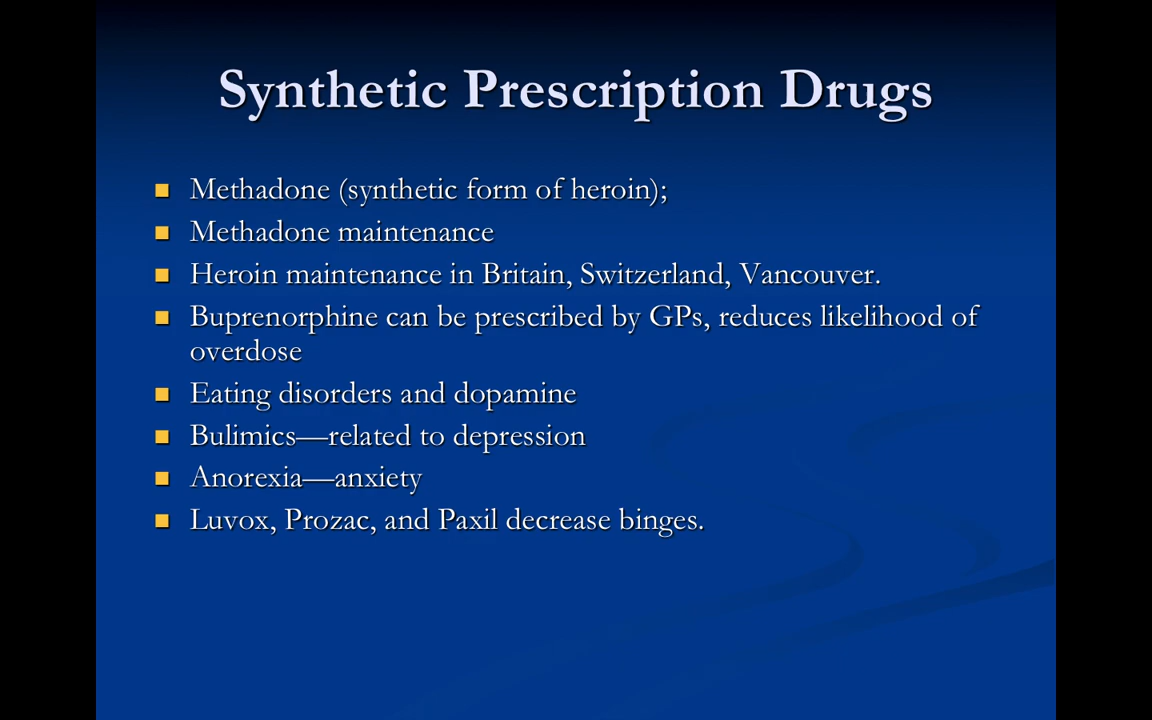 Synthetic Prescription Drugs
Methadone (synthetic form of heroin);
Methadone maintenance
Heroin maintenance in Britain, Switzerland, Vancouver.
Buprenorphine can be prescribed by GPs, reduces likelihood of
overdose
Eating disorders and dopamine
Bulimics—related to depression
Anorexia—anxiety
Luvox, Prozac, and Paxil decrease binges.